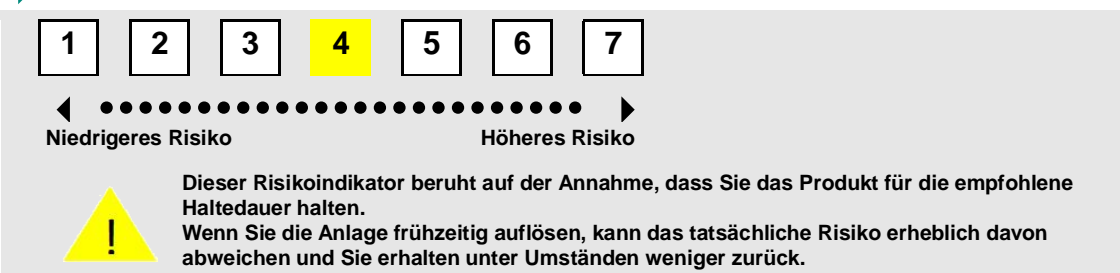 1 2 3 4 5 6 7
Niedrigeres Risiko Höheres Risiko
Dieser Risikoindikator beruht auf der Annahme, dass Sie das Produkt für die empfohlene
Haltedauer halten.
Wenn Sie die Anlage frühzeitig auflösen, kann das tatsächliche Risiko erheblich davon
abweichen und Sie erhalten unter Umständen weniger zurück.
!